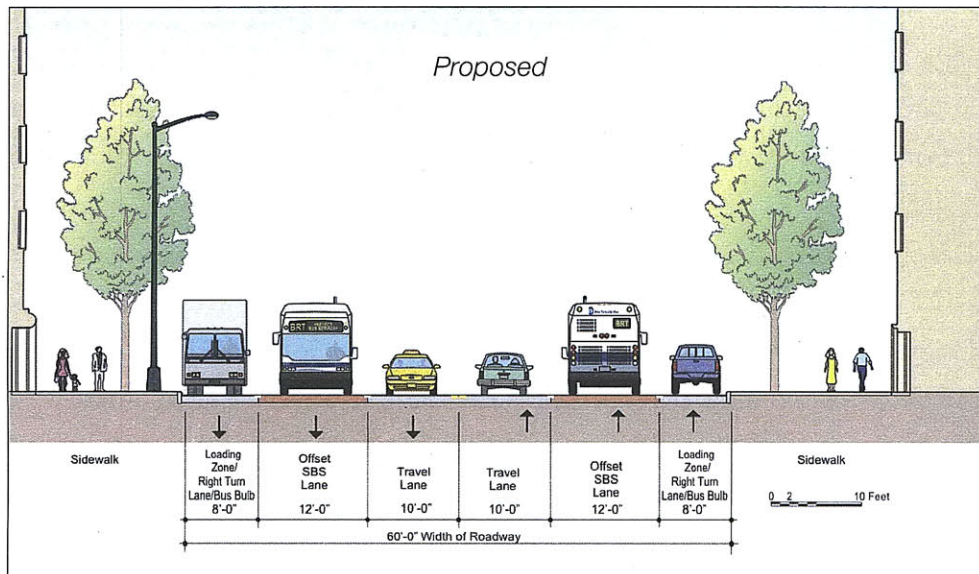 Proposed
BRT
BRT
Sidewalk
Loading
Zone/
Right Turn
Lane/Bus Bulb
8'-0"
Offset
SBS
Lane
12'-0"
Travel
Lane
10'-0"
Travel
Lane
10'-0"
Offset
SBS
Lane
12'-0"
Loading
Zone/
Right Turn
Lane/Bus Bulb
8'-0"
Sidewalk
0 2 10 Feet
60'-0" Width of Roadway